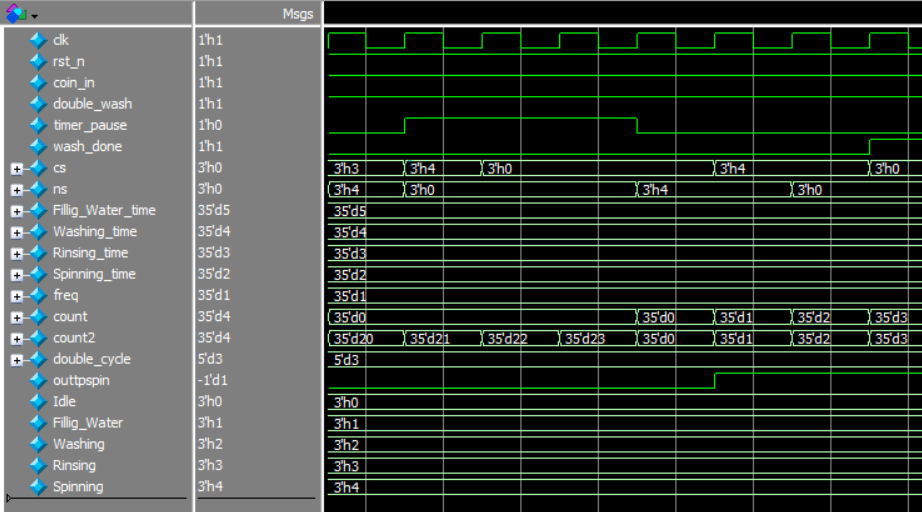 Msgs
clk 1'h1
rst_n 1'h1
coin_in 1'h1
double_wash 1'h1
timer_pause 1'h0
wash_done 1'h1
cs 3'h0 3'h3 3'h4 3'h0 3'h4 3'h0
ns 3'h0 3'h4 3'h0 3'h4 3'h0
Fillig_Water_time 35'd5 35'd5
Washing_time 35'd4 35'd4
Rinsing_time 35'd3 35'd3
Spinning_time 35'd2 35'd2
freq 35'd1 35'd1
count 35'd4 35'd0 35'd0 35'd1 35'd2 35'd3
count2 35'd4 35'd20 35'd21 35'd22 35'd23 35'd0 35'd1 35'd2 35'd3
double_cycle 5'd3 5'd3
outtpspin -1'd1
Idle 3'h0 3'h0
Fillig_Water 3'h1 3'h1
Washing 3'h2 3'h2
Rinsing 3'h3 3'h3
Spinning 3'h4 3'h4